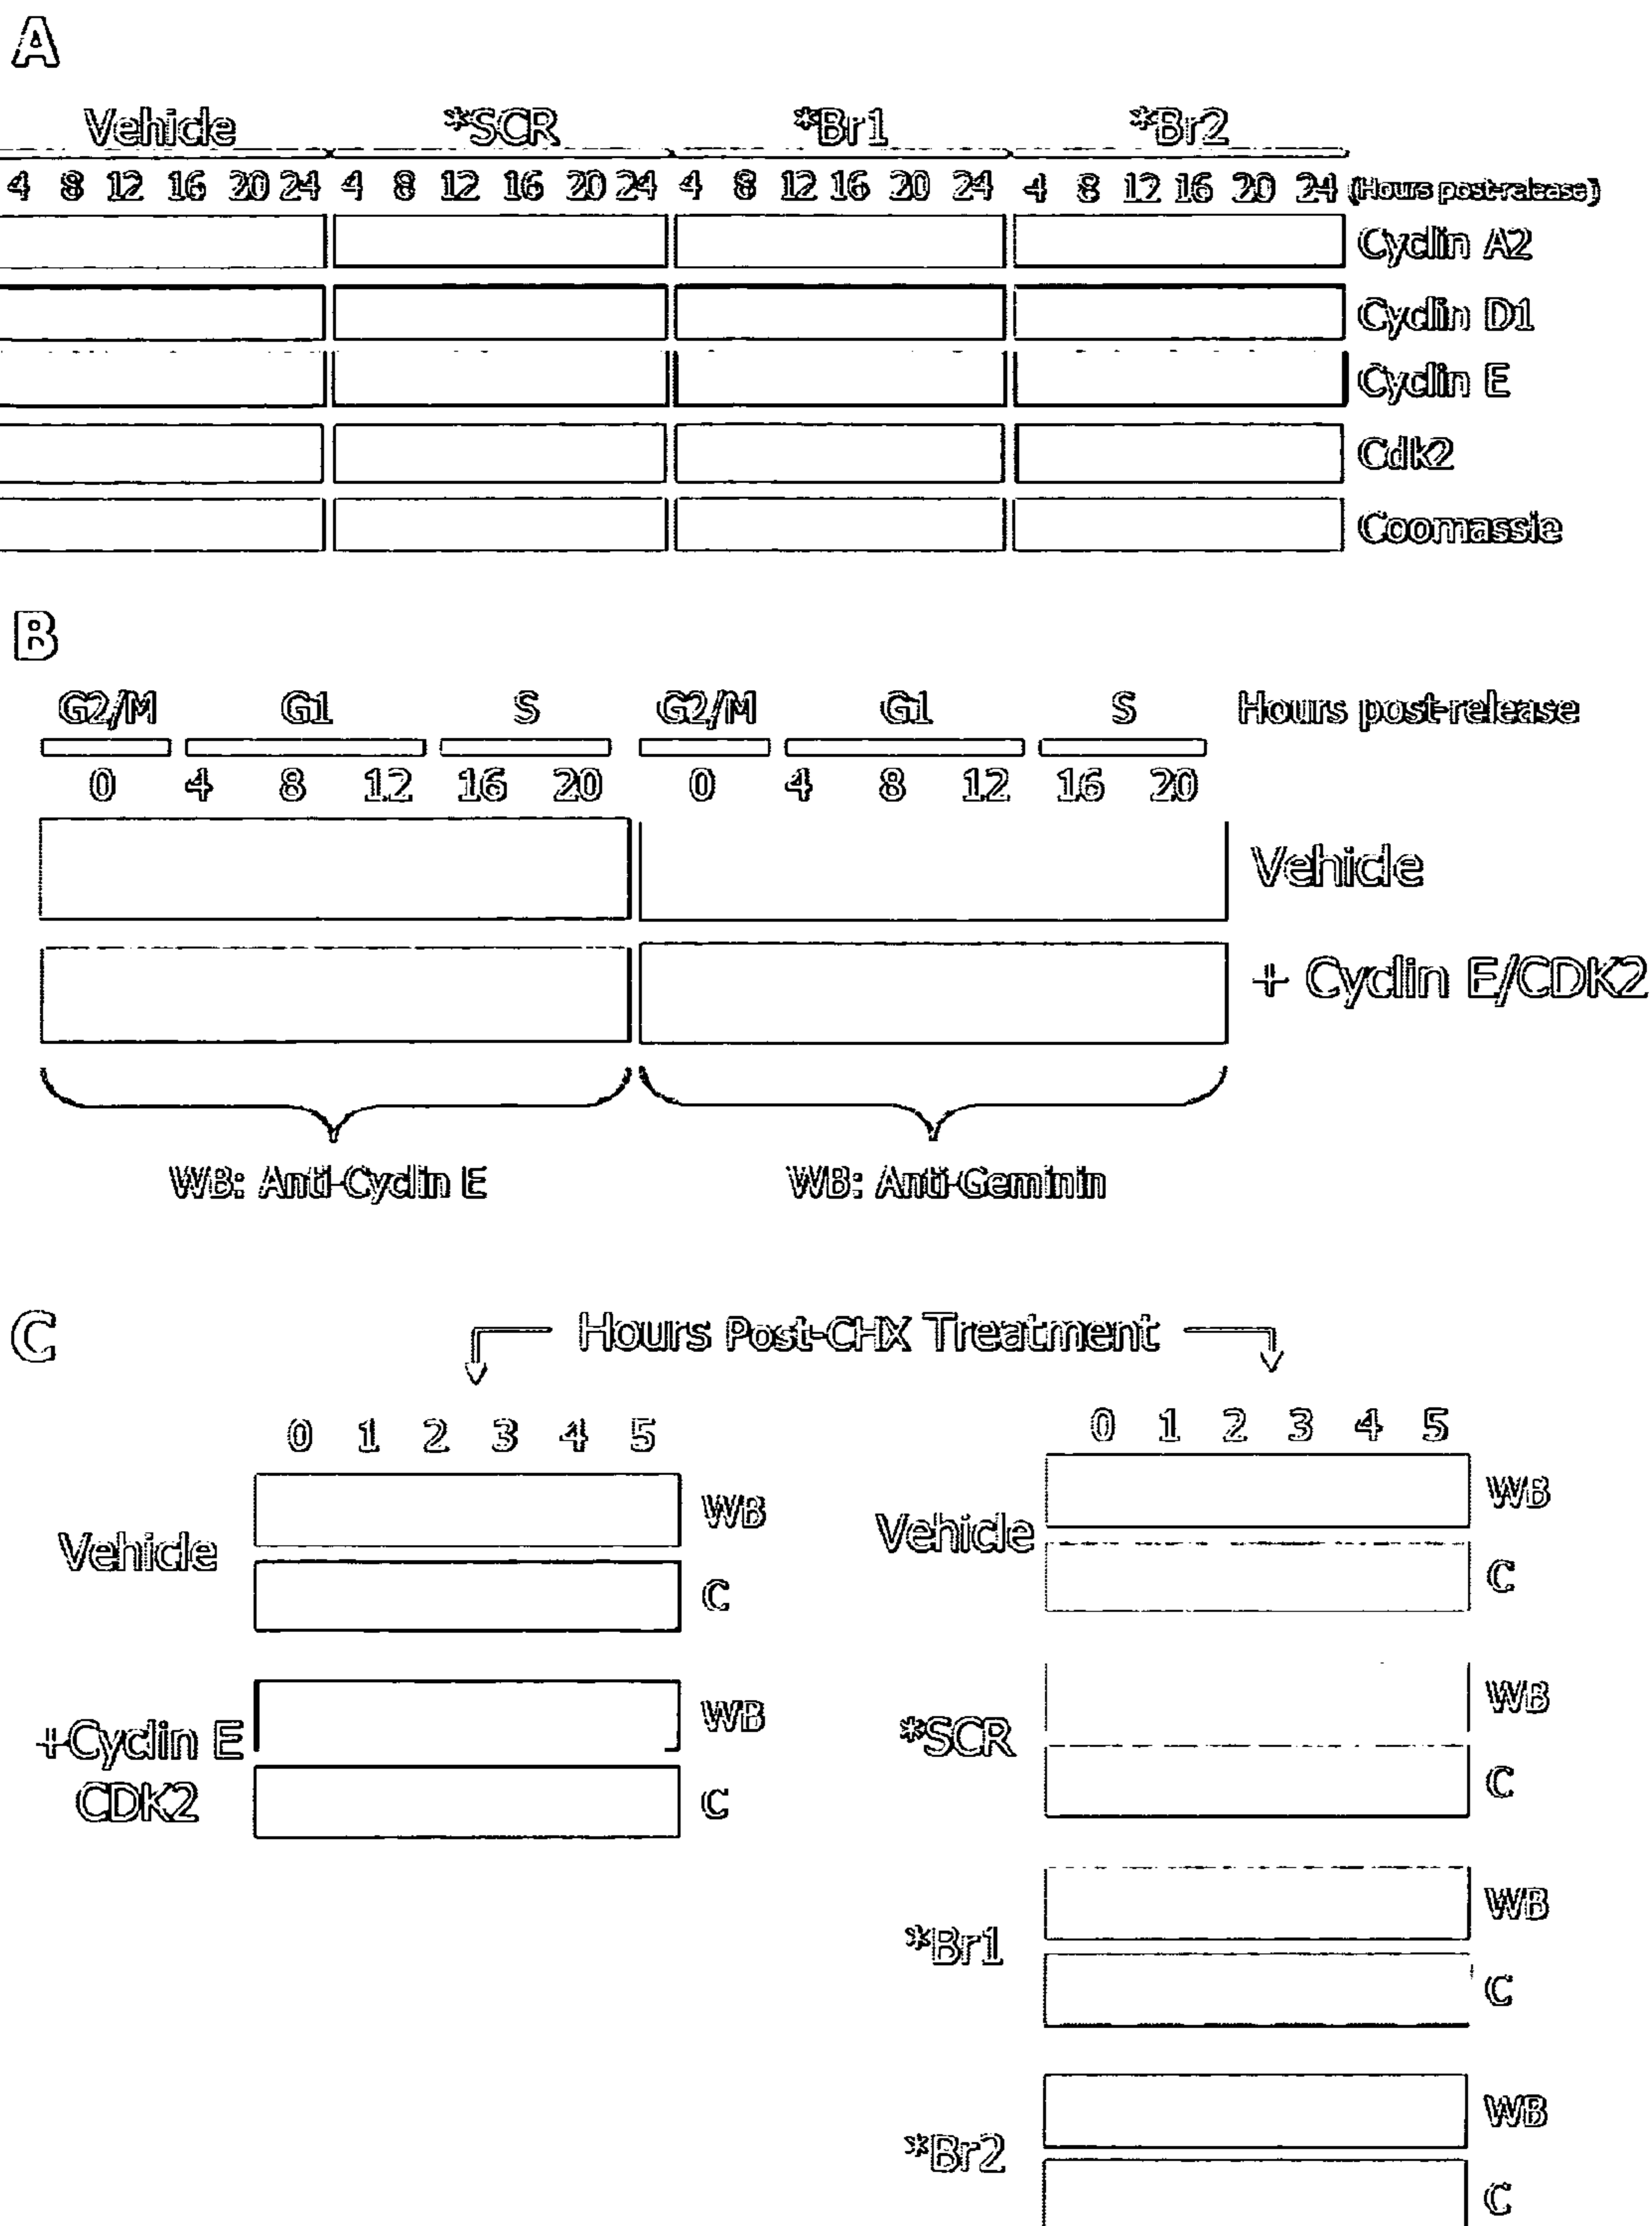 A
Vehicle *SCR *Br1 *Br2
4 8 12 16 20 24 4 8 12 16 20 24 4 8 12 16 20 24 4 8 12 16 20 24 (Hours post-release)
Cyclin A2
Cyclin D1
Cyclin E
Cdk2
Coomassie
B
G2/M G1 S G2/M G1 S Hours post-release
0 4 8 12 16 20 0 4 8 12 16 20
Vehicle
+ Cyclin E/CDK2
WB: Anti-Cyclin E WB: Anti-Geminin
C Hours Post-CHX Treatment
0 1 2 3 4 5
Vehicle
WB
C
+Cyclin E
CDK2
WB
C
0 1 2 3 4 5
Vehicle
WB
C
*SCR
WB
C
*Br1
WB
C
*Br2
WB
C